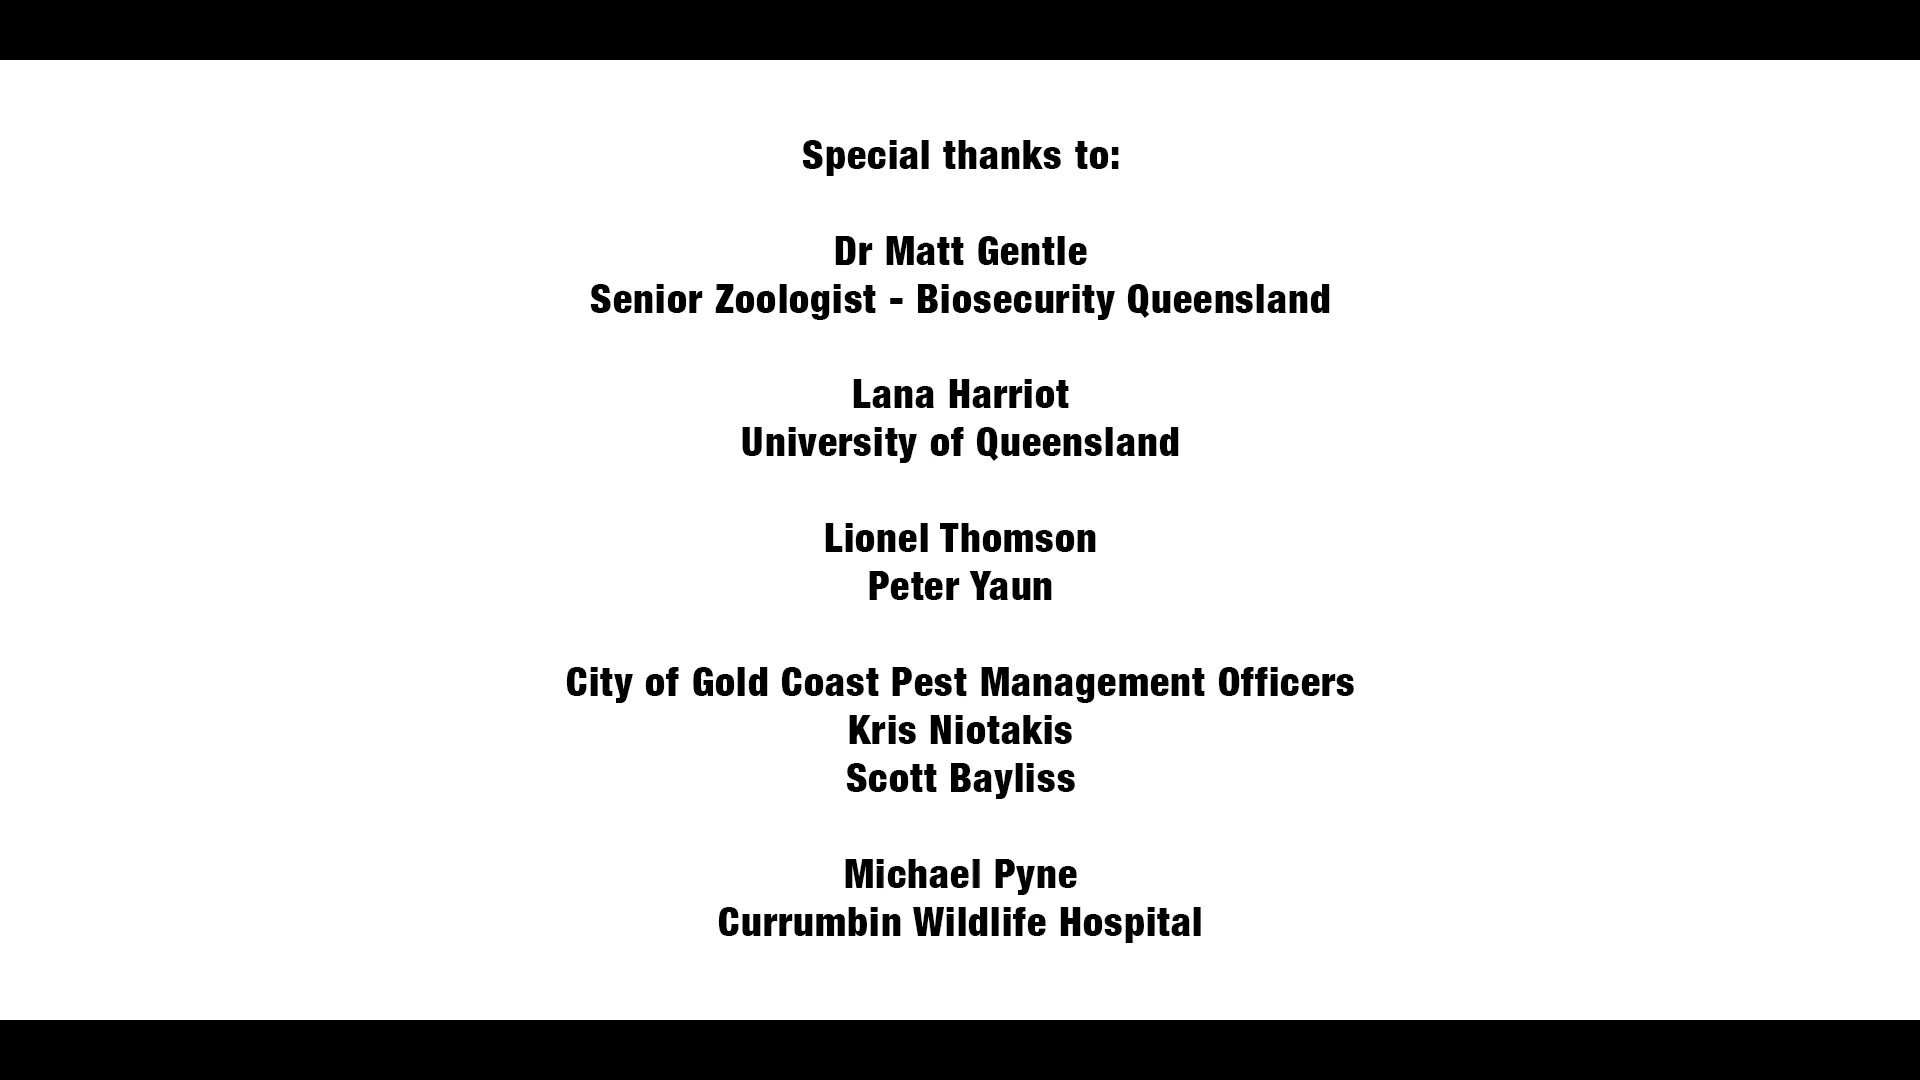 Special thanks to:
Dr Matt Gentle
Senior Zoologist - Biosecurity Queensland
Lana Harriot
University of Queensland
Lionel Thomson
Peter Yaun
City of Gold Coast Pest Management Officers
Kris Niotakis
Scott Bayliss
Michael Pyne
Currumbin Wildlife Hospital